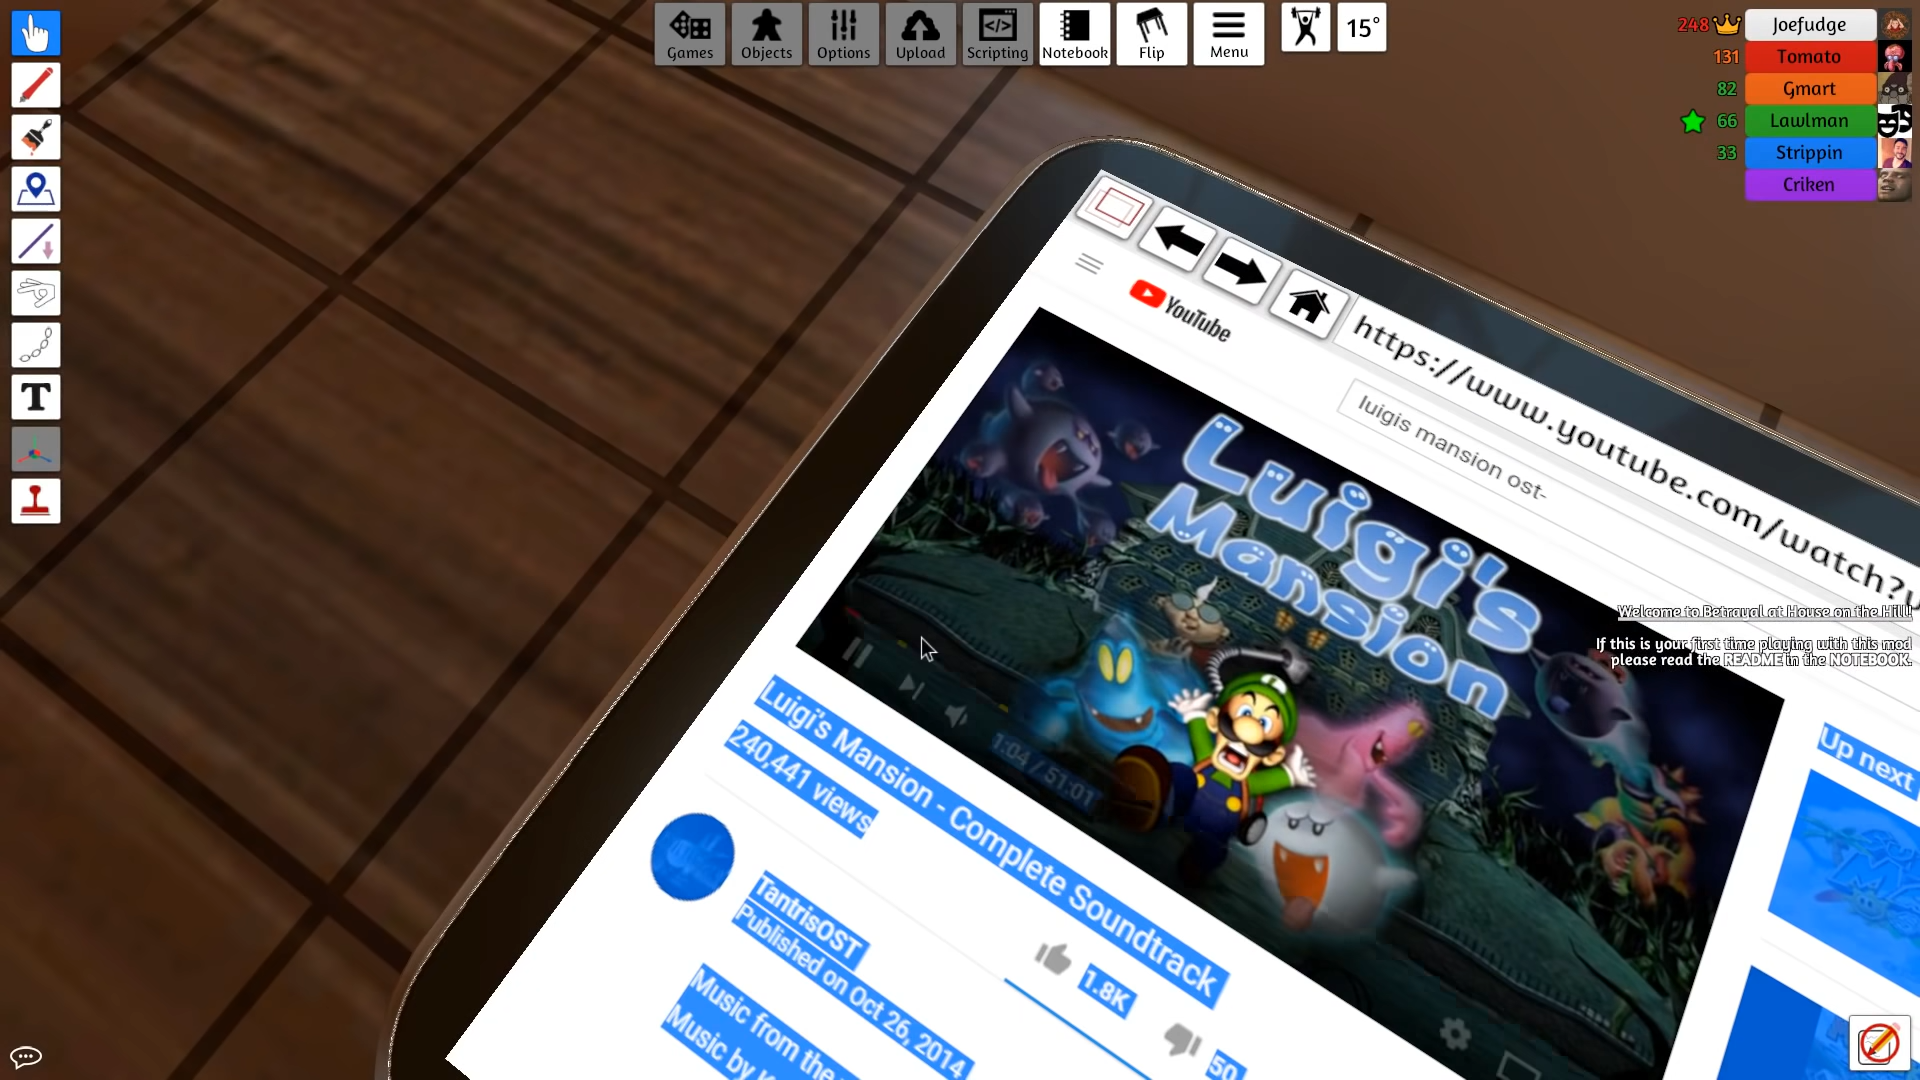 Games Objects Options Upload Scripting Notebook Flip Menu 15°
248 Joefudge
131 Tomato
82 Gmart
66 Lawlman
33 Strippin
Criken
T
https://www.youtube.com/watch?v
YouTube
luigis mansion ost-
Luigi's
Mansion
Welcome to Betrayal at House on the Hill!
If this is your first time playing with this mod
please read the README in the NOTEBOOK.
1:04 / 51:01
Up next
Luigi's Mansion - Complete Soundtrack
240,441 views
TantrisOST
Published on Oct 26, 2014
1.8K
50
Music from the
Music by